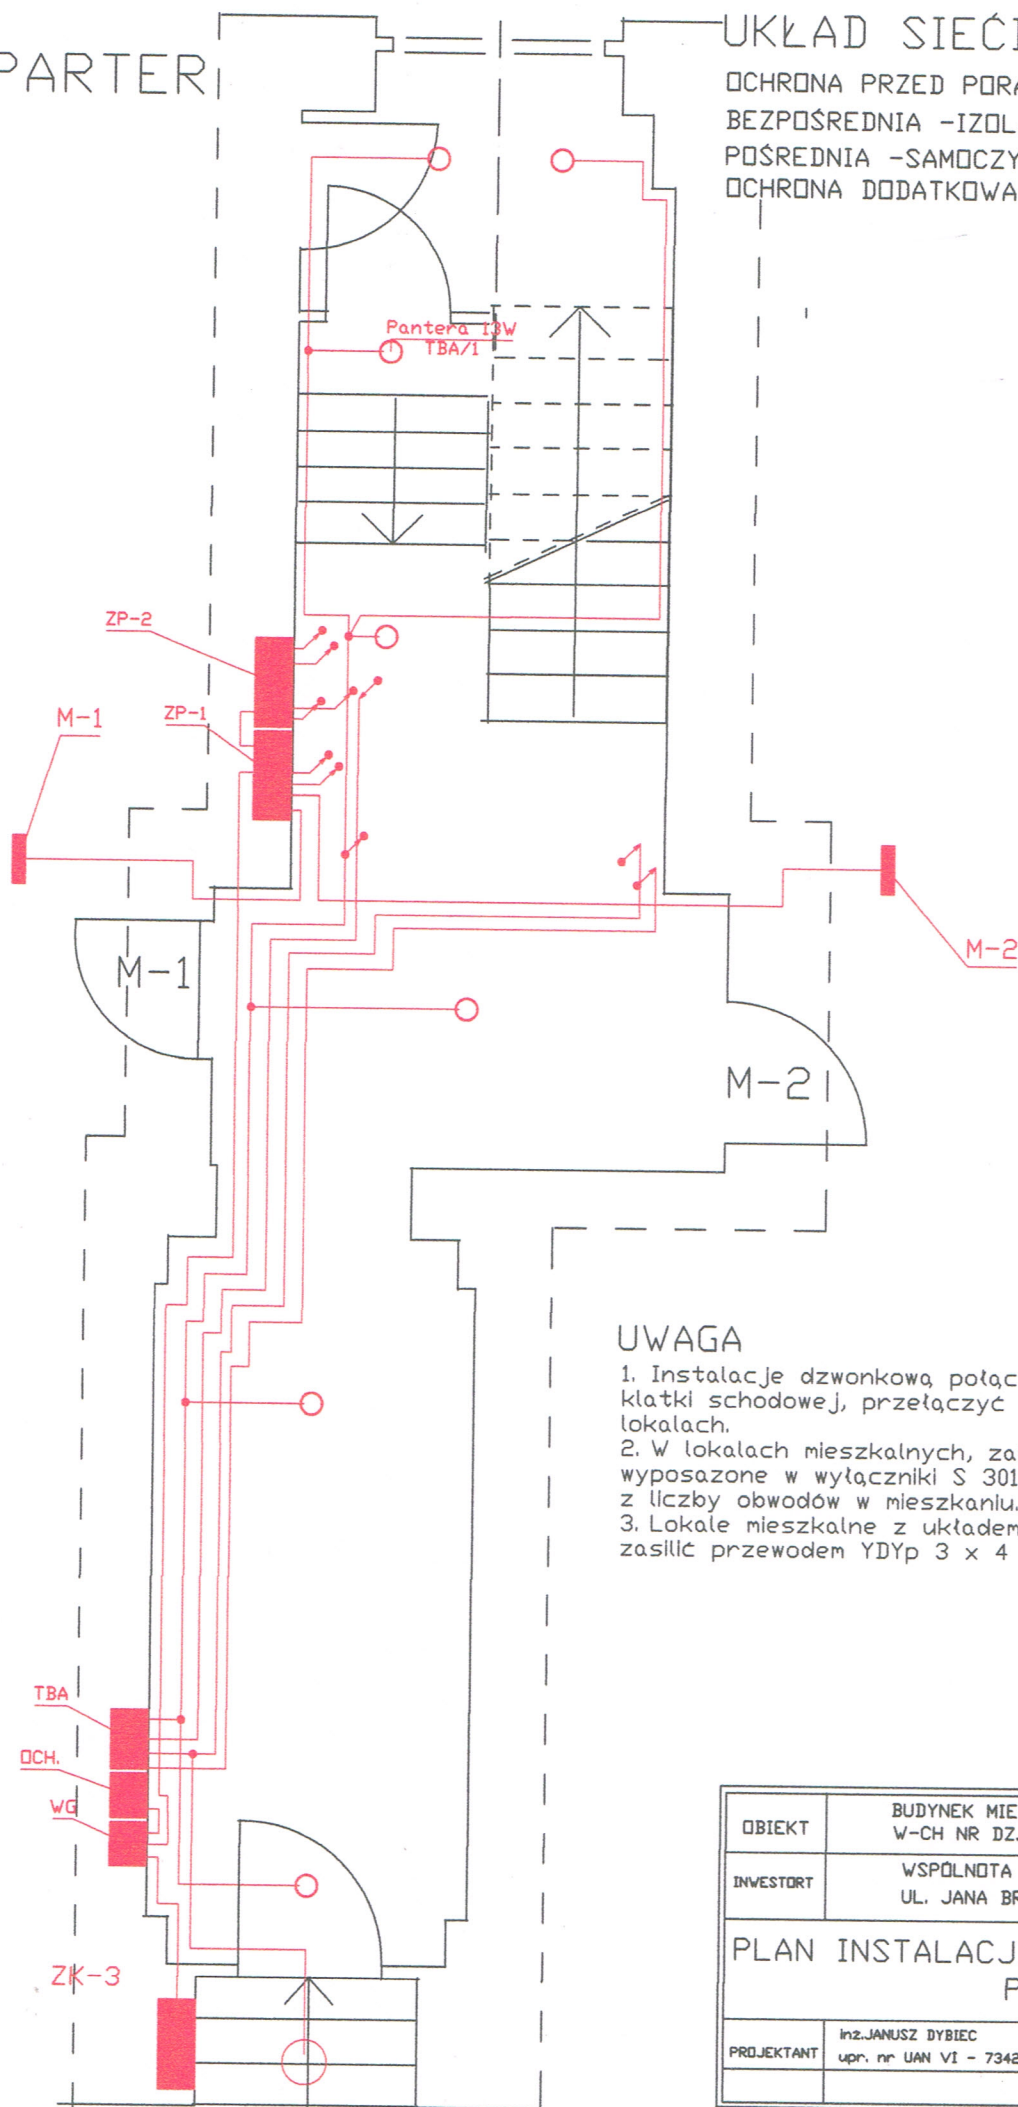 PARTER
UKŁAD SIEĆI
OCHRONA PRZED PORA
BEZPOŚREDNIA -IZOL
POŚREDNIA -SAMOCZY
OCHRONA DODATKOWA
Pantera 13W
TBA/1
ZP-2
ZP-1
M-1
M-2
M-1
M-2
UWAGA
1. Instalacje dzwonkową połąc
klatki schodowej, przełączyć
lokalach.
2. W lokalach mieszkalnych, za
wyposazone w wyłączniki S 301
z liczby obwodów w mieszkaniu.
3. Lokale mieszkalne z układem
zasilić przewodem YDYp 3 x 4
TBA
OCH.
WG
ZK-3
OBIEKT
BUDYNEK MIE
W-CH NR DZ.
INWESTORT
WSPÓLNOTA
UL. JANA BR
PLAN INSTALACJ
P
PROJEKTANT
inż.JANUSZ DYBIEC
upr. nr UAN VI - 7342